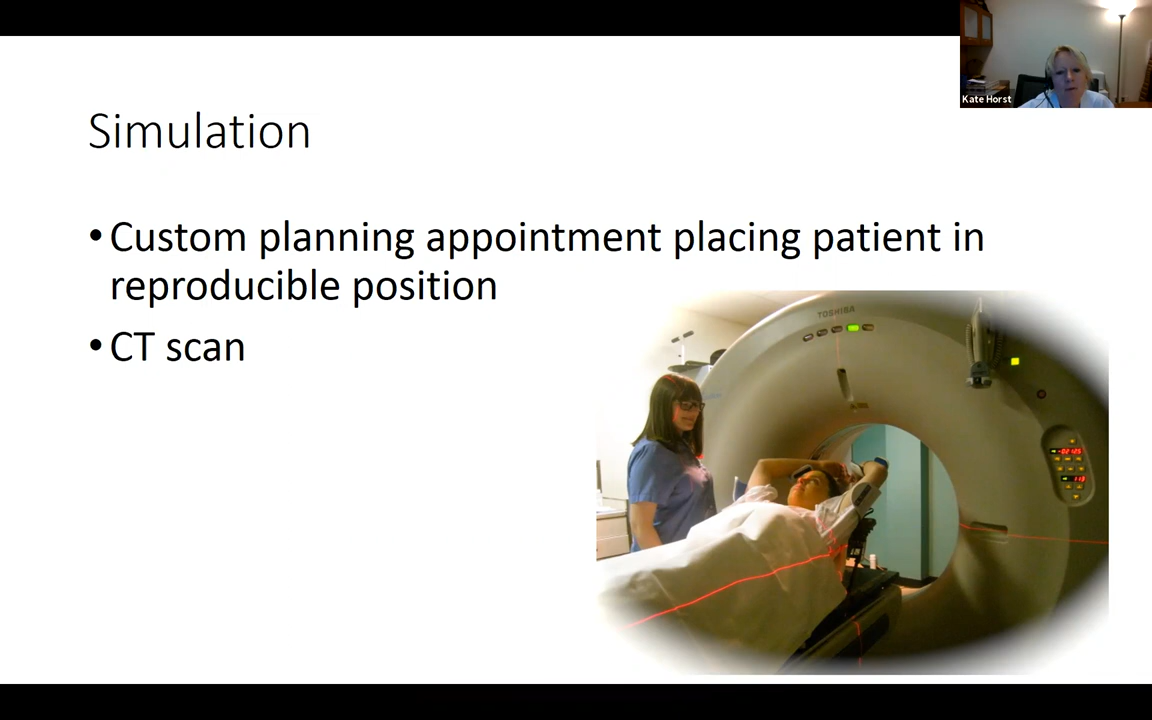 Kate Horst
Simulation
• Custom planning appointment placing patient in
reproducible position
• CT scan
TOSHIBA